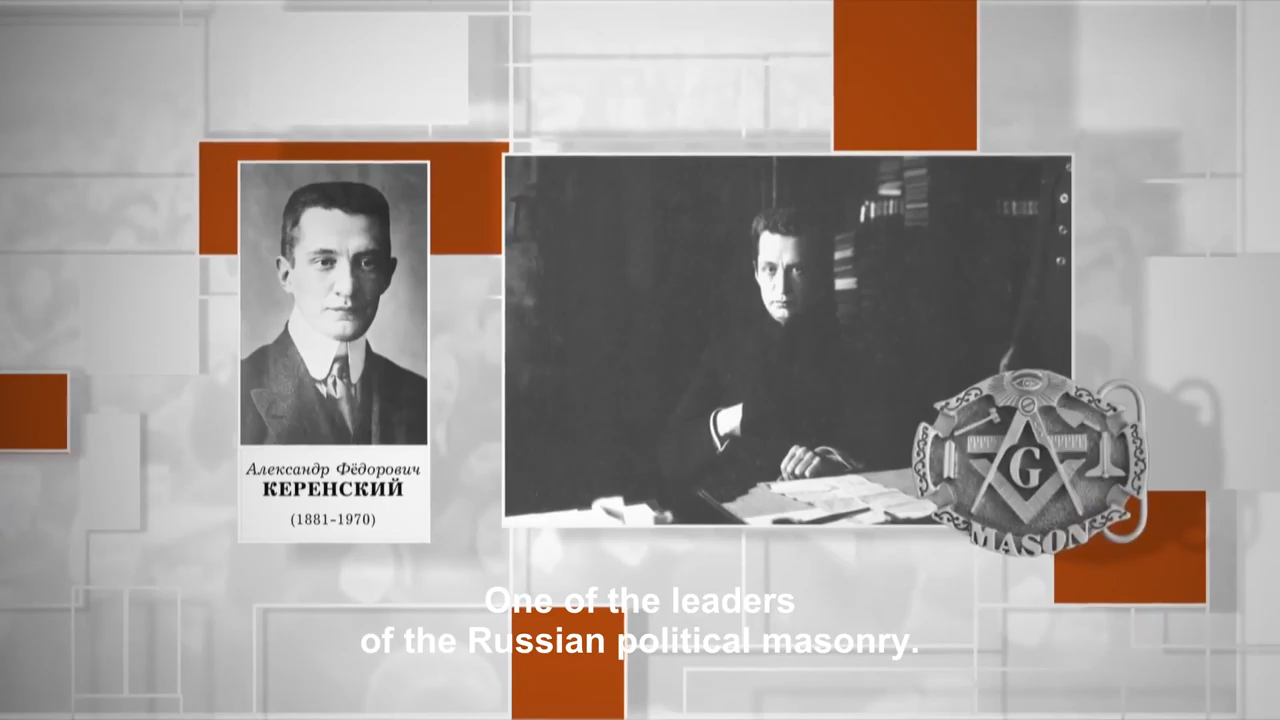 Александр Фёдорович
КЕРЕНСКИЙ
(1881-1970)
G
MASON
One of the leaders
of the Russian political masonry.